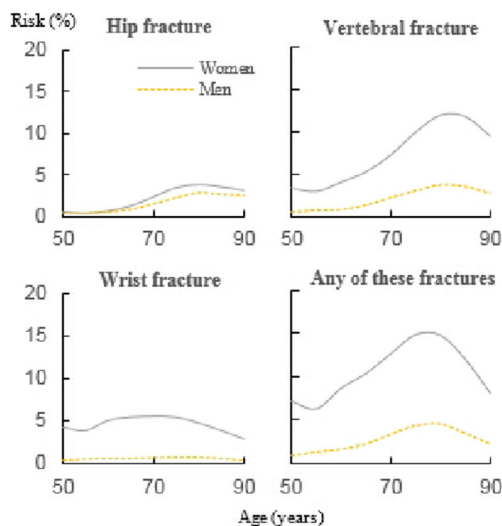 Risk (%)
Hip fracture
Vertebral fracture
20
15
10
5
0
Women
Men
50
70
90
50
70
90
Wrist fracture
Any of these fractures
20
15
10
5
0
50
70
90
50
70
90
Age (years)